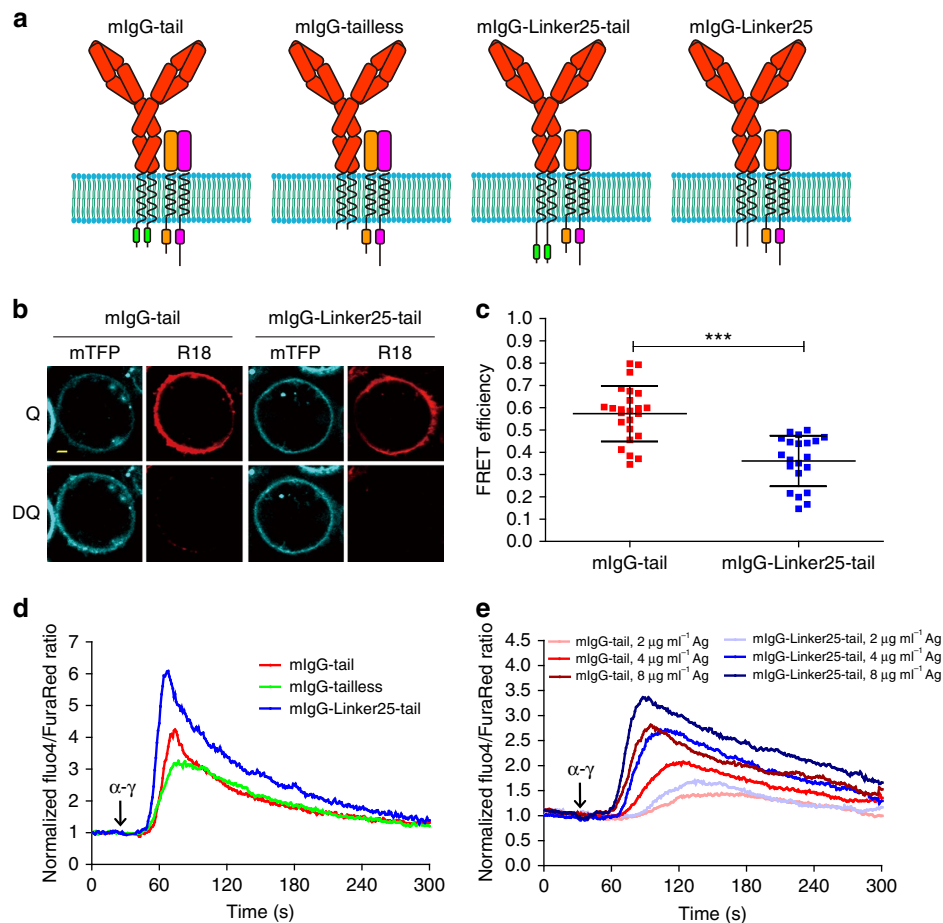 a
mIgG-tail mIgG-tailless mIgG-Linker25-tail mIgG-Linker25
b
mIgG-tail mIgG-Linker25-tail
mTFP R18 mTFP R18
Q
DQ
c
1.0
0.9
0.8
0.7
0.6
0.5
0.4
0.3
0.2
0.1
0.0
FRET efficiency
***
mIgG-tail mIgG-Linker25-tail
d
Normalized fluo4/FuraRed ratio
7
6
5
4
3
2
1
0
mIgG-tail
mIgG-tailless
mIgG-Linker25-tail
α-γ
0 60 120 180 240 300
Time (s)
e
Normalized fluo4/FuraRed ratio
4.5
4.0
3.5
3.0
2.5
2.0
1.5
1.0
0.5
0.0
mIgG-tail, 2 μg ml⁻¹ Ag mIgG-Linker25-tail, 2 μg ml⁻¹ Ag
mIgG-tail, 4 μg ml⁻¹ Ag mIgG-Linker25-tail, 4 μg ml⁻¹ Ag
mIgG-tail, 8 μg ml⁻¹ Ag mIgG-Linker25-tail, 8 μg ml⁻¹ Ag
α-γ
0 60 120 180 240 300
Time (s)